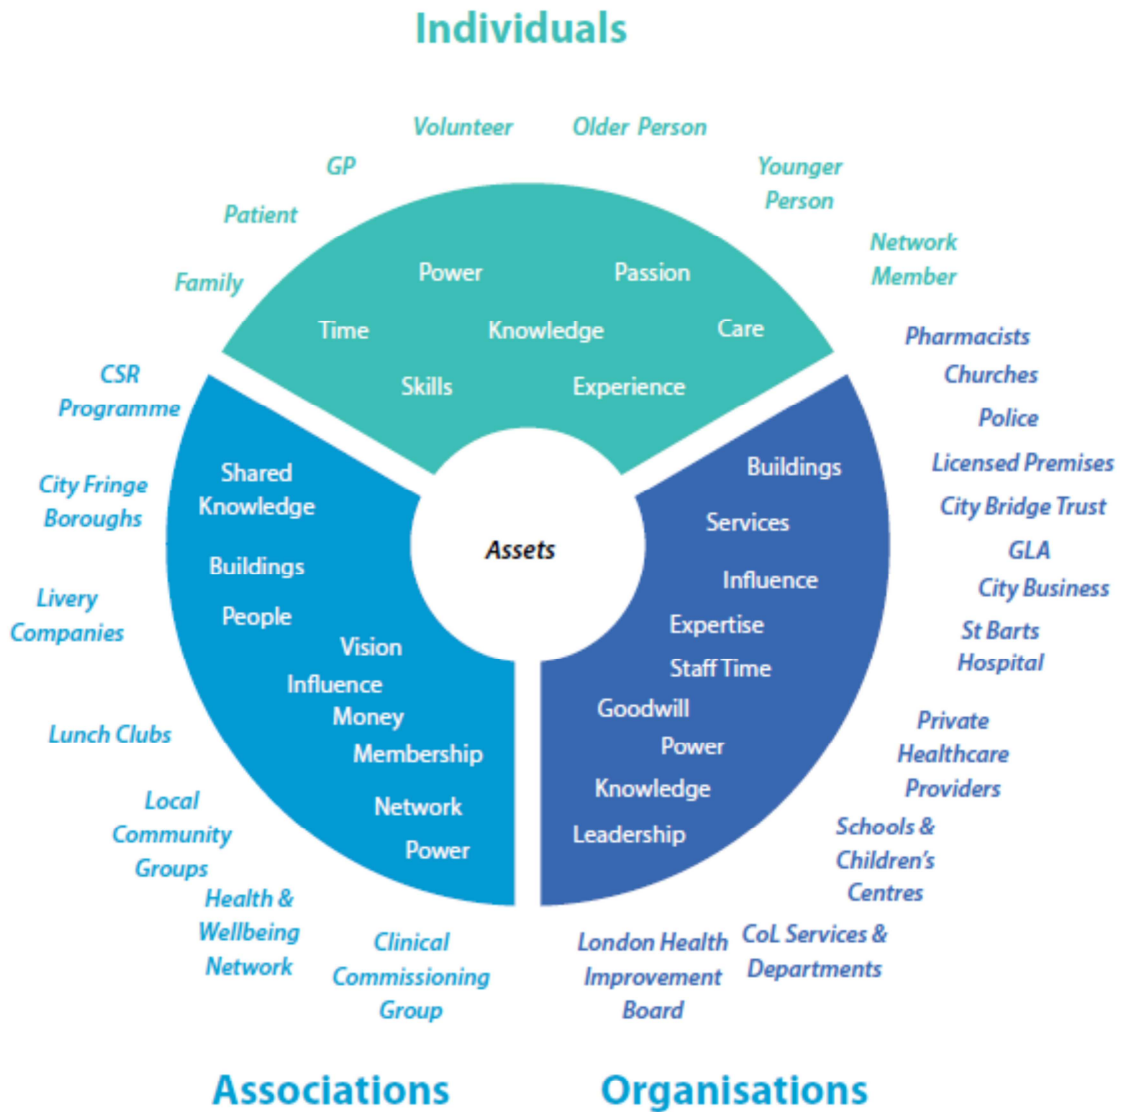 Individuals
Volunteer
Older Person
GP
Younger
Person
Patient
Network
Member
Family
Power
Passion
Time
Knowledge
Care
Skills
Experience
Pharmacists
Churches
Police
Licensed Premises
City Bridge Trust
GLA
City Business
St Barts
Hospital
Private
Healthcare
Providers
Schools &
Children's
Centres
CoL Services &
Departments
London Health
Improvement
Board
Buildings
Services
Influence
Expertise
Staff Time
Goodwill
Power
Knowledge
Leadership
Assets
CSR
Programme
City Fringe
Boroughs
Livery
Companies
Lunch Clubs
Local
Community
Groups
Health &
Wellbeing
Network
Clinical
Commissioning
Group
Shared
Knowledge
Buildings
People
Vision
Influence
Money
Membership
Network
Power
Associations
Organisations